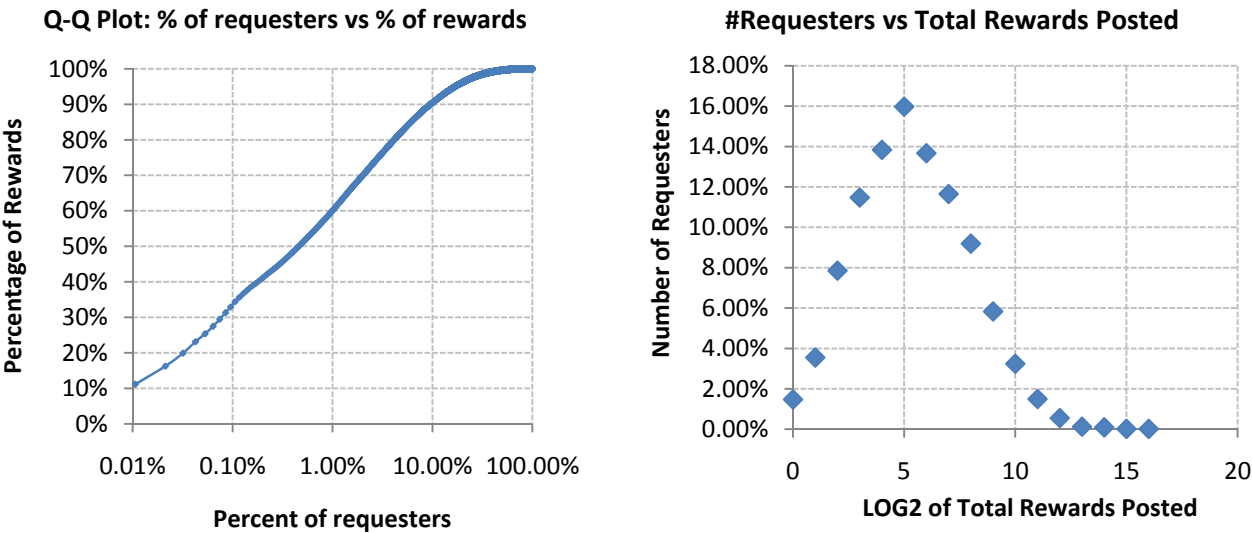 Q-Q Plot: % of requesters vs % of rewards
Percentage of Rewards
100%
90%
80%
70%
60%
50%
40%
30%
20%
10%
0%
0.01% 0.10% 1.00% 10.00% 100.00%
Percent of requesters
#Requesters vs Total Rewards Posted
Number of Requesters
18.00%
16.00%
14.00%
12.00%
10.00%
8.00%
6.00%
4.00%
2.00%
0.00%
0 5 10 15 20
LOG2 of Total Rewards Posted